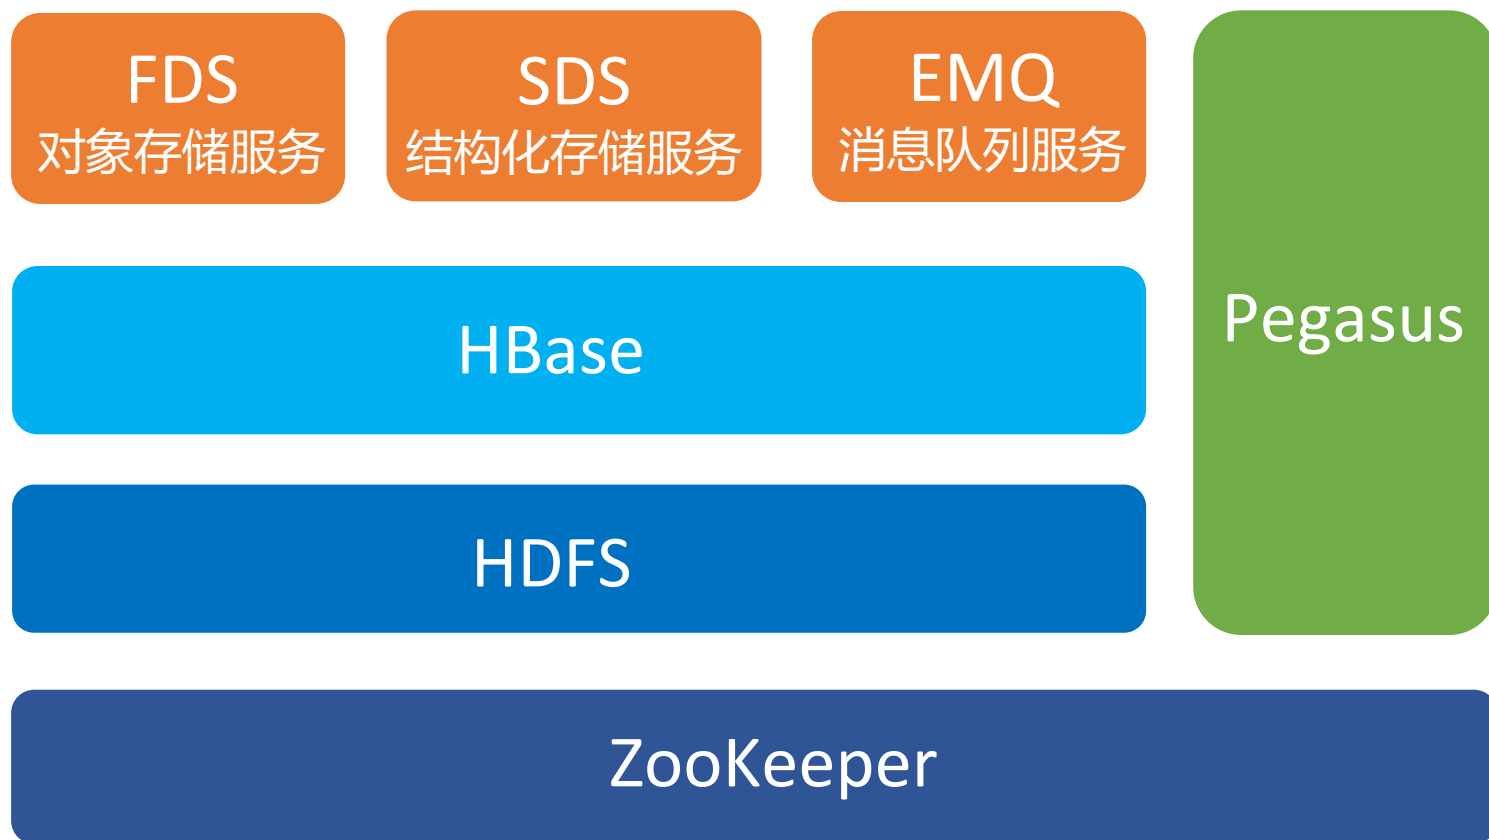 FDS
对象存储服务
SDS
结构化存储服务
EMQ
消息队列服务
Pegasus
HBase
HDFS
ZooKeeper